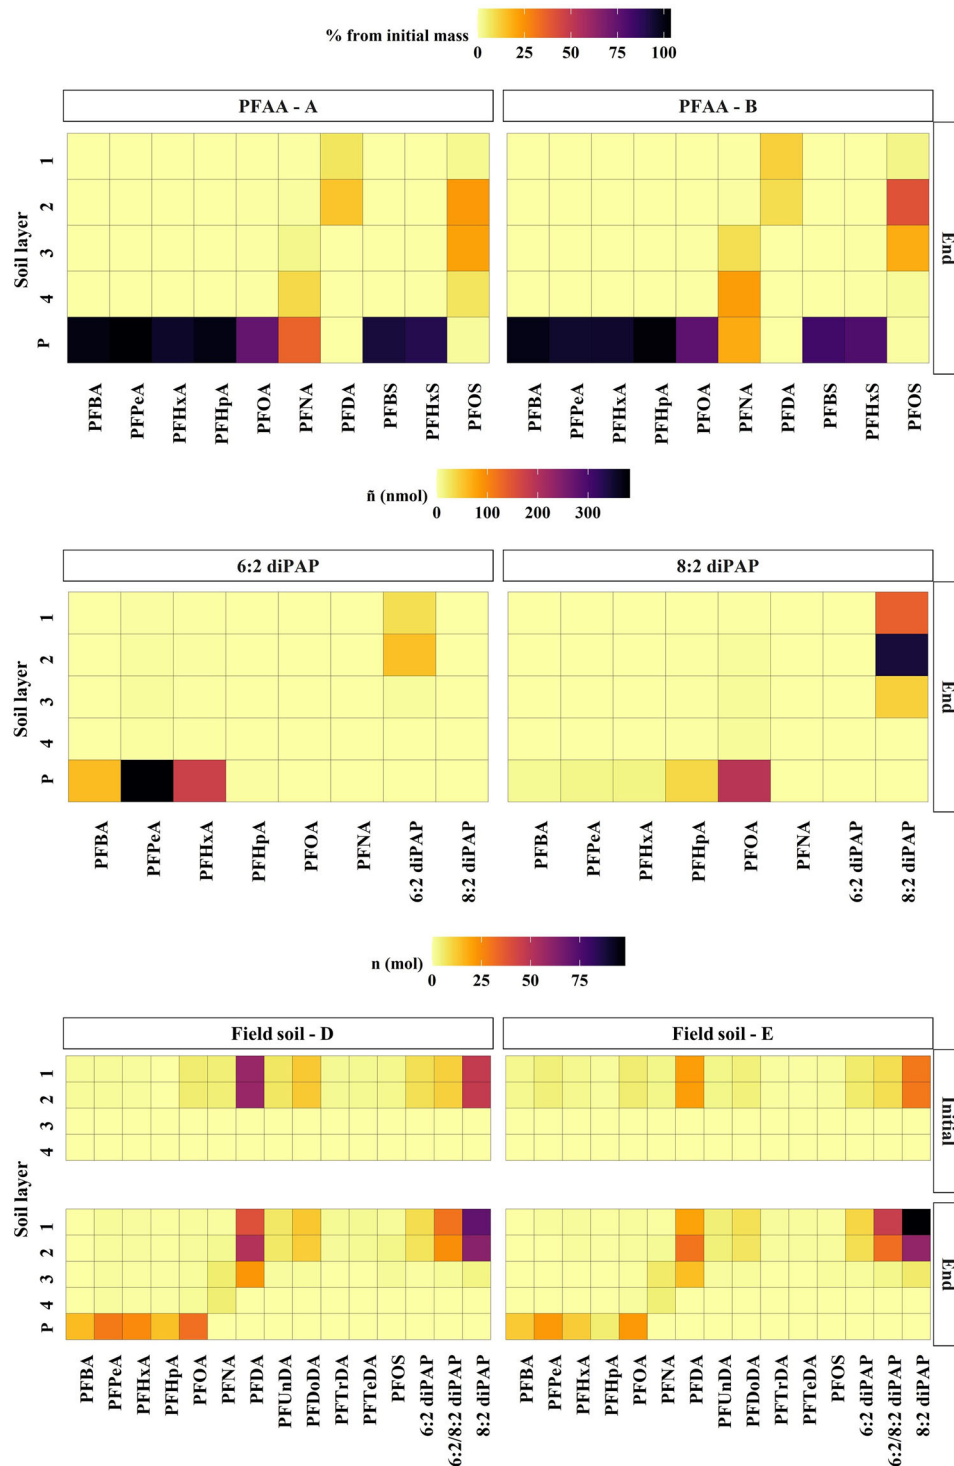 % from initial mass
0 25 50 75 100
PFAA - A PFAA - B
Soil layer
1
2
3
4
P
End
PFBA PFPeA PFHxA PFHpA PFOA PFNA PFDA PFBS PFHxS PFOS PFBA PFPeA PFHxA PFHpA PFOA PFNA PFDA PFBS PFHxS PFOS
ñ (nmol)
0 100 200 300
6:2 diPAP 8:2 diPAP
Soil layer
1
2
3
4
P
End
PFBA PFPeA PFHxA PFHpA PFOA PFNA 6:2 diPAP 8:2 diPAP PFBA PFPeA PFHxA PFHpA PFOA PFNA 6:2 diPAP 8:2 diPAP
n (mol)
0 25 50 75
Field soil - D Field soil - E
Soil layer
1
2
3
4
Initial
1
2
3
4
P
End
PFBA PFPeA PFHxA PFHpA PFOA PFNA PFDA PFUnDA PFDoDA PFTrDA PFTeDA PFOS 6:2 diPAP 6:2/8:2 diPAP 8:2 diPAP PFBA PFPeA PFHxA PFHpA PFOA PFNA PFDA PFUnDA PFDoDA PFTrDA PFTeDA PFOS 6:2 diPAP 6:2/8:2 diPAP 8:2 diPAP